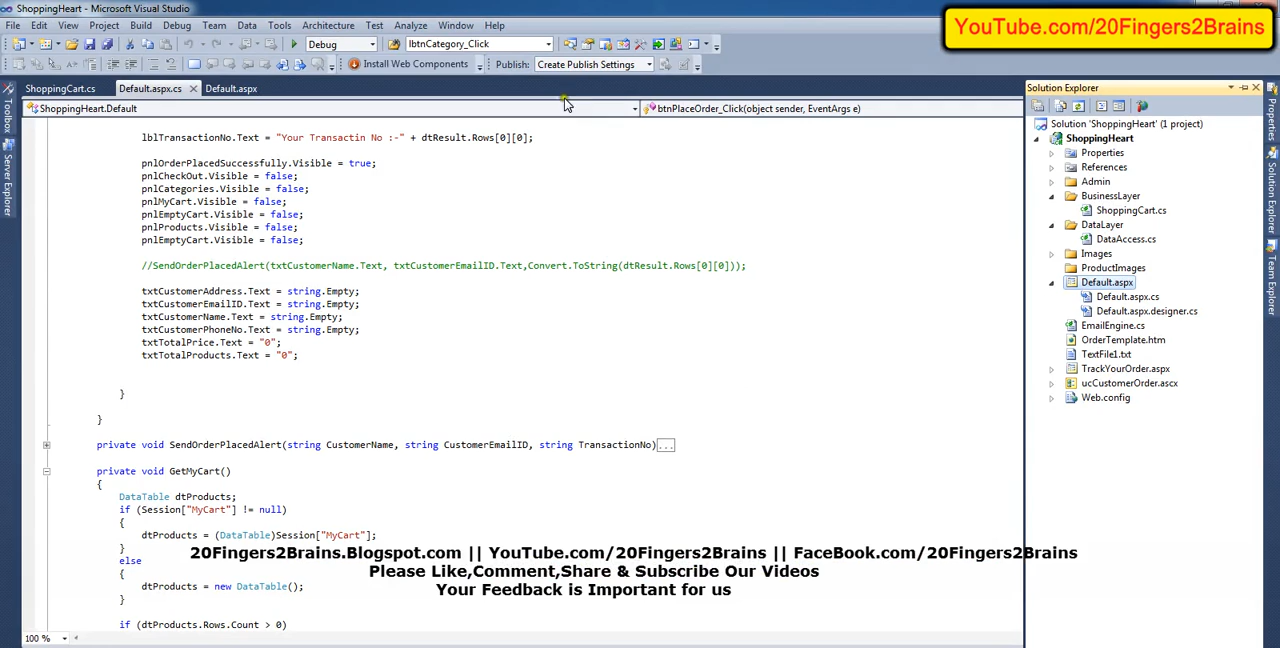 ShoppingHeart - Microsoft Visual Studio
File Edit View Project Build Debug Team Data Tools Architecture Test Analyze Window Help
YouTube.com/20Fingers2Brains
Debug lbtnCategory_Click
Install Web Components Publish: Create Publish Settings
ShoppingCart.cs Default.aspx.cs Default.aspx
ShoppingHeart.Default btnPlaceOrder_Click(object sender, EventArgs e)
lblTransactionNo.Text = "Your Transactin No :-" + dtResult.Rows[0][0];
pnlOrderPlacedSuccessfully.Visible = true;
pnlCheckOut.Visible = false;
pnlCategories.Visible = false;
pnlMyCart.Visible = false;
pnlEmptyCart.Visible = false;
pnlProducts.Visible = false;
pnlEmptyCart.Visible = false;
//SendOrderPlacedAlert(txtCustomerName.Text, txtCustomerEmailID.Text,Convert.ToString(dtResult.Rows[0][0]));
txtCustomerAddress.Text = string.Empty;
txtCustomerEmailID.Text = string.Empty;
txtCustomerName.Text = string.Empty;
txtCustomerPhoneNo.Text = string.Empty;
txtTotalPrice.Text = "0";
txtTotalProducts.Text = "0";
}
}
private void SendOrderPlacedAlert(string CustomerName, string CustomerEmailID, string TransactionNo)...
private void GetMyCart()
{
DataTable dtProducts;
if (Session["MyCart"] != null)
{
dtProducts = (DataTable)Session["MyCart"];
}
else
{
dtProducts = new DataTable();
}
if (dtProducts.Rows.Count > 0)
100 %
20Fingers2Brains.Blogspot.com || YouTube.com/20Fingers2Brains || FaceBook.com/20Fingers2Brains
Please Like,Comment,Share & Subscribe Our Videos
Your Feedback is Important for us
Toolbox
Server Explorer
Solution Explorer
Solution 'ShoppingHeart' (1 project)
ShoppingHeart
Properties
References
Admin
BusinessLayer
ShoppingCart.cs
DataLayer
DataAccess.cs
Images
ProductImages
Default.aspx
Default.aspx.cs
Default.aspx.designer.cs
EmailEngine.cs
OrderTemplate.htm
TextFile1.txt
TrackYourOrder.aspx
ucCustomerOrder.ascx
Web.config
Properties
Solution Explorer
Team Explorer